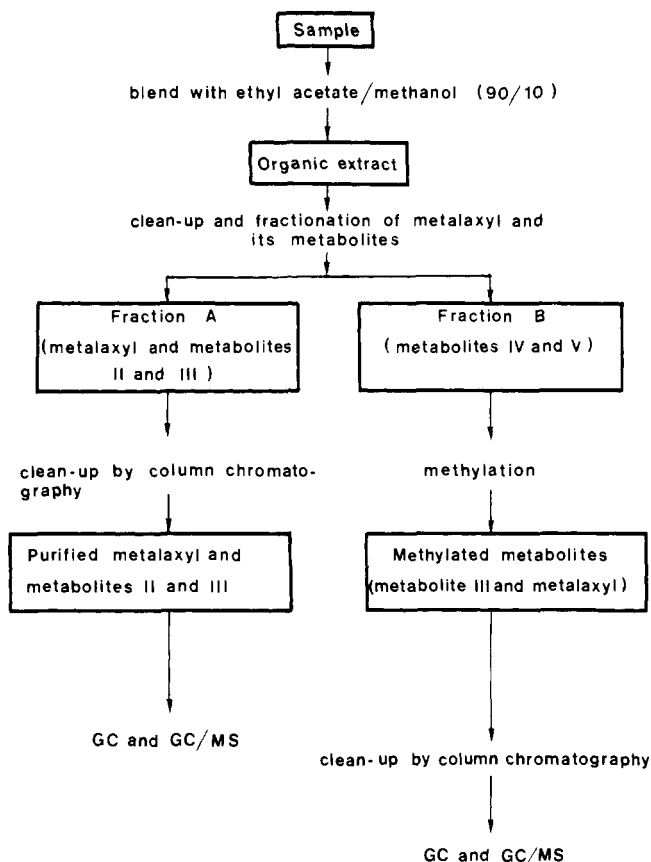 Sample
blend with ethyl acetate/methanol (90/10)
Organic extract
clean-up and fractionation of metalaxyl and
its metabolites
Fraction A
(metalaxyl and metabolites
II and III)
Fraction B
(metabolites IV and V)
clean-up by column chromato-
graphy
methylation
Purified metalaxyl and
metabolites II and III
Methylated metabolites
(metabolite III and metalaxyl)
GC and GC/MS
clean-up by column chromatography
GC and GC/MS